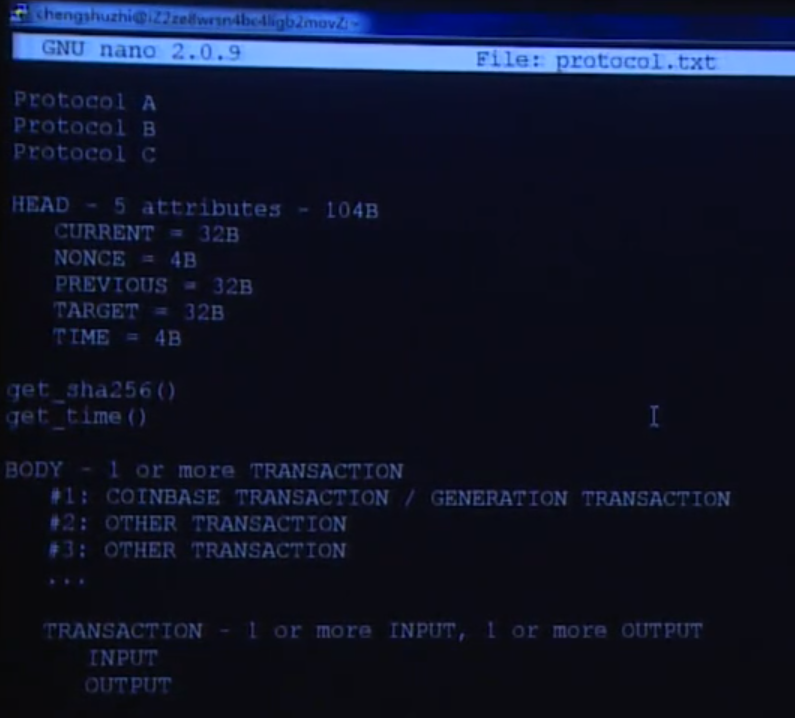 GNU nano 2.0.9 File: protocol.txt
Protocol A
Protocol B
Protocol C
HEAD - 5 attributes - 104B
CURRENT = 32B
NONCE = 4B
PREVIOUS = 32B
TARGET = 32B
TIME = 4B
get_sha256()
get_time()
BODY - 1 or more TRANSACTION
#1: COINBASE TRANSACTION / GENERATION TRANSACTION
#2: OTHER TRANSACTION
#3: OTHER TRANSACTION
...
TRANSACTION - 1 or more INPUT, 1 or more OUTPUT
INPUT
OUTPUT